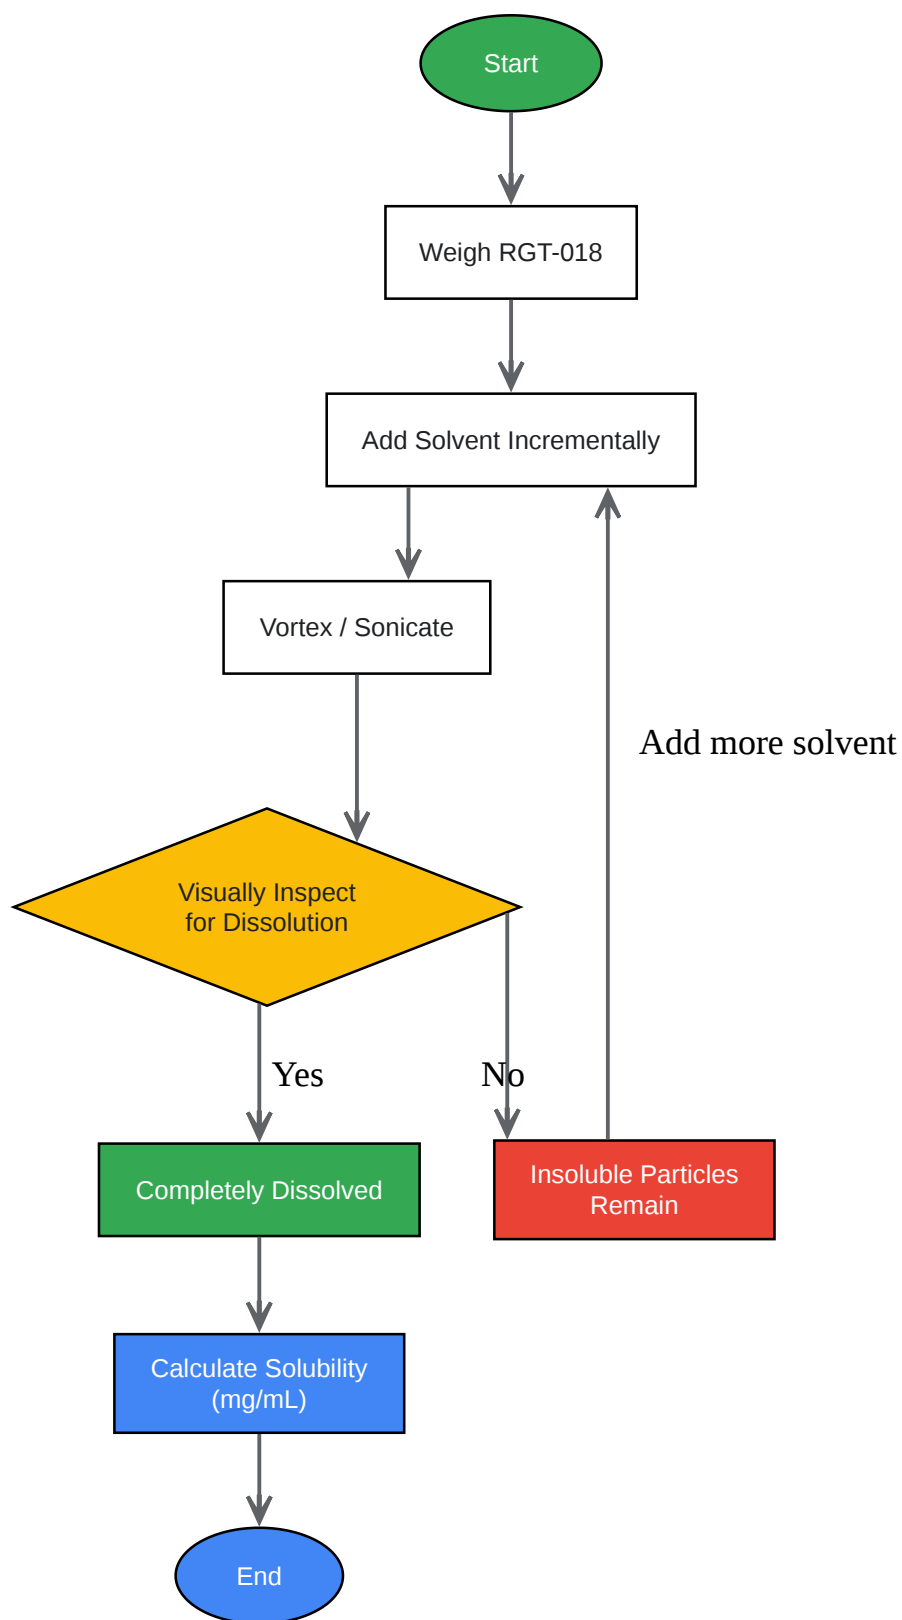 Start
Weigh RGT-018
Add Solvent Incrementally
Vortex / Sonicate
Add more solvent
Visually Inspect
for Dissolution
Yes
No
Completely Dissolved
Insoluble Particles
Remain
Calculate Solubility
(mg/mL)
End